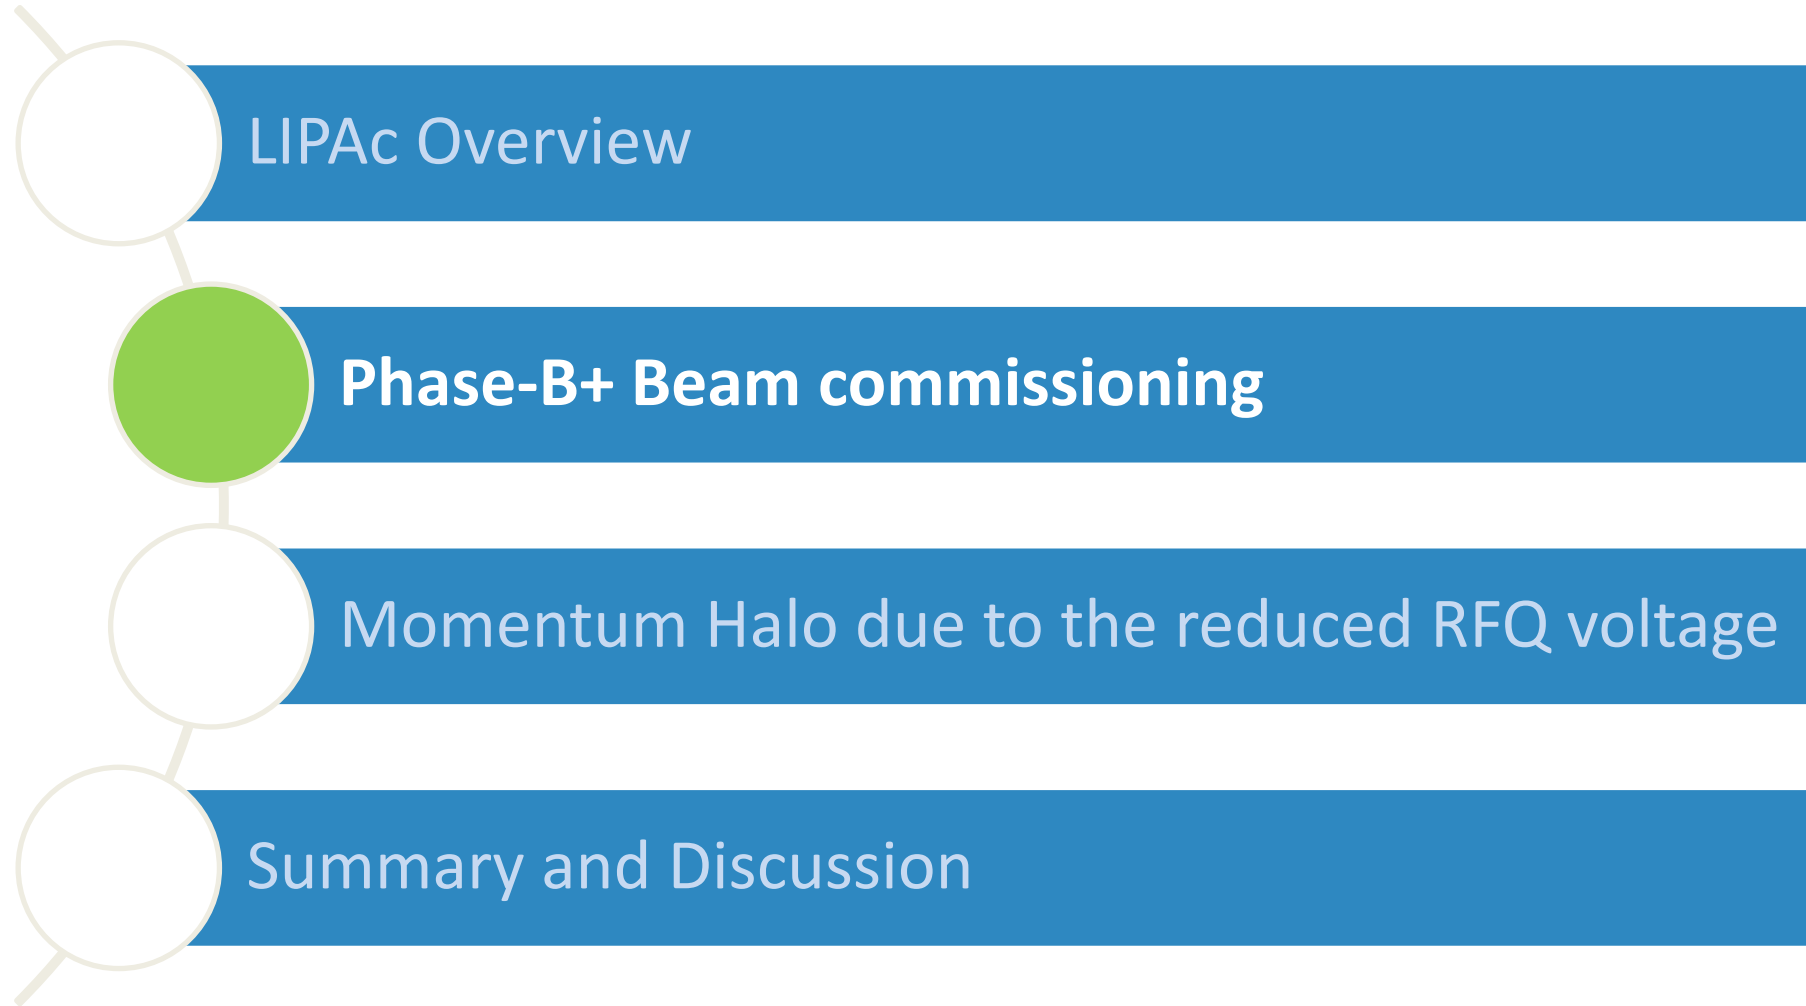 LIPAc Overview
Phase-B+ Beam commissioning
Momentum Halo due to the reduced RFQ voltage
Summary and Discussion